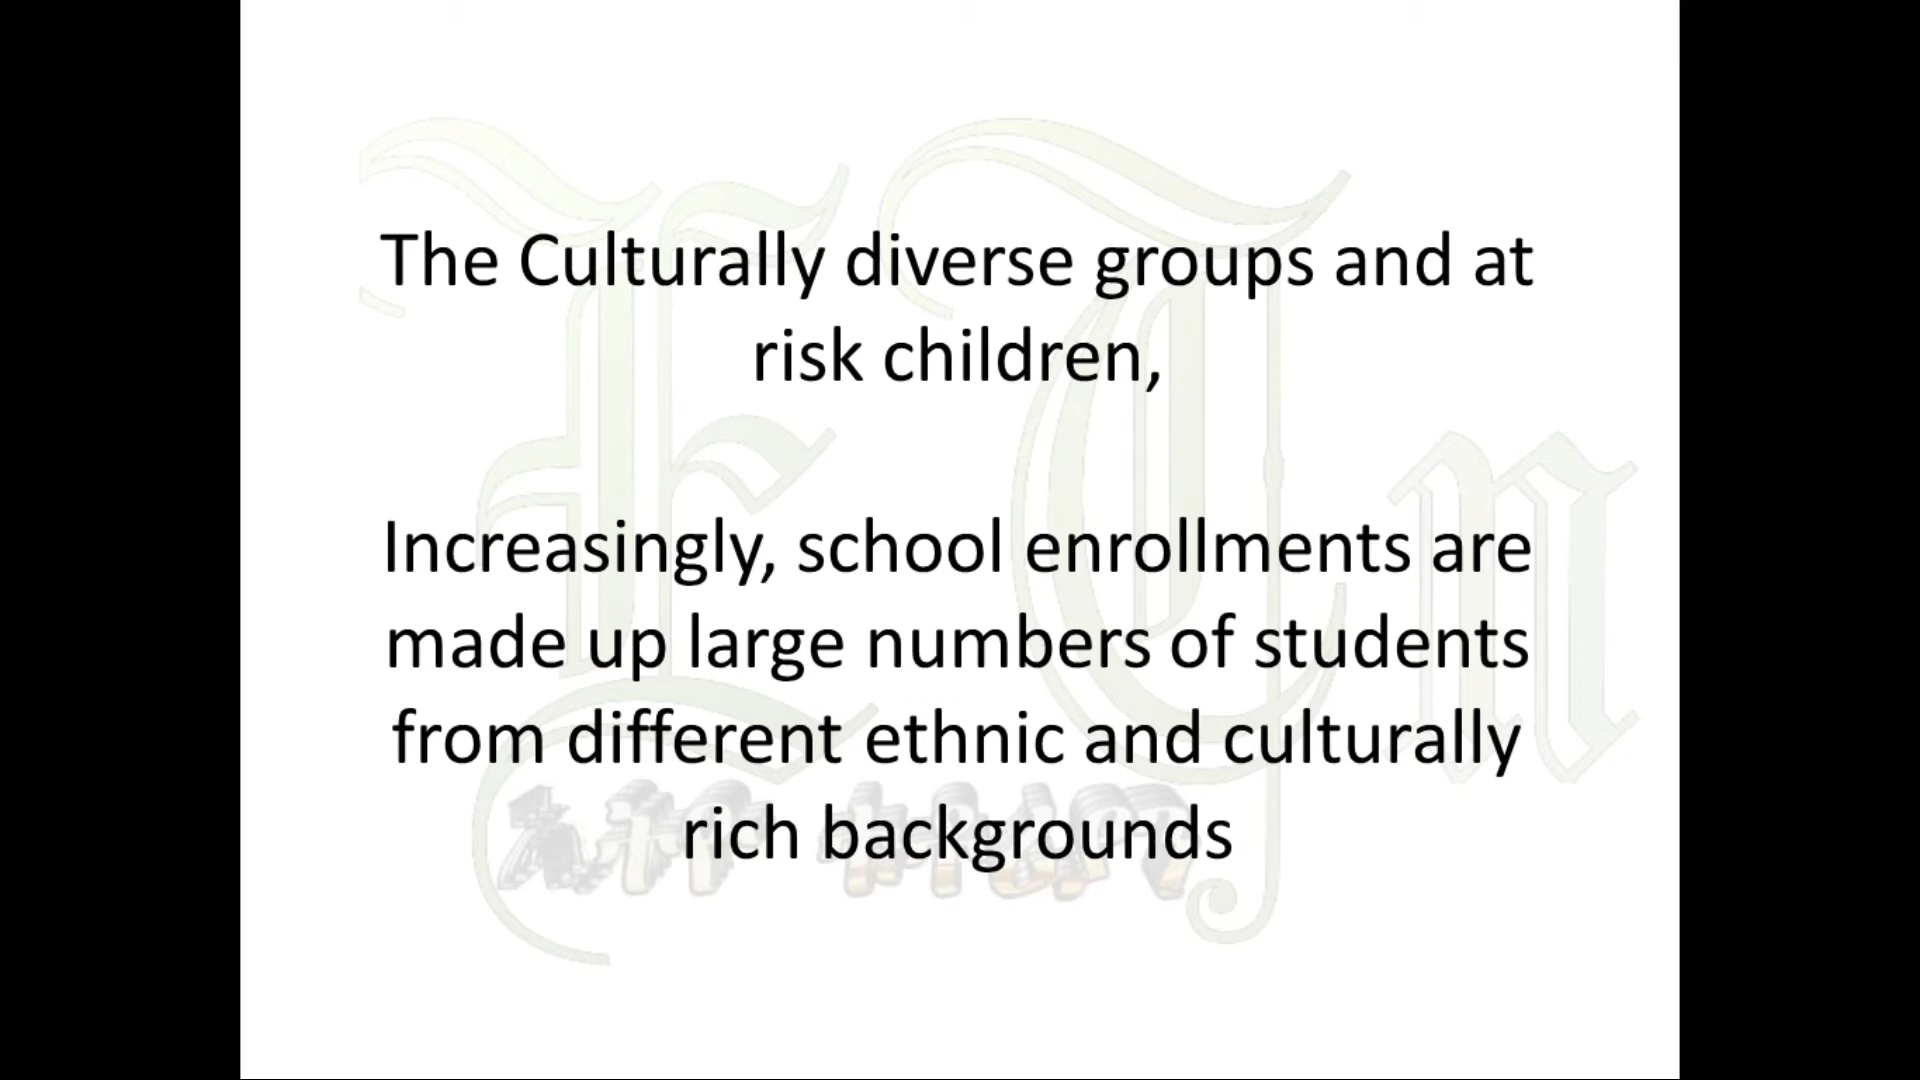 The Culturally diverse groups and at
risk children,
Increasingly, school enrollments are
made up large numbers of students
from different ethnic and culturally
rich backgrounds